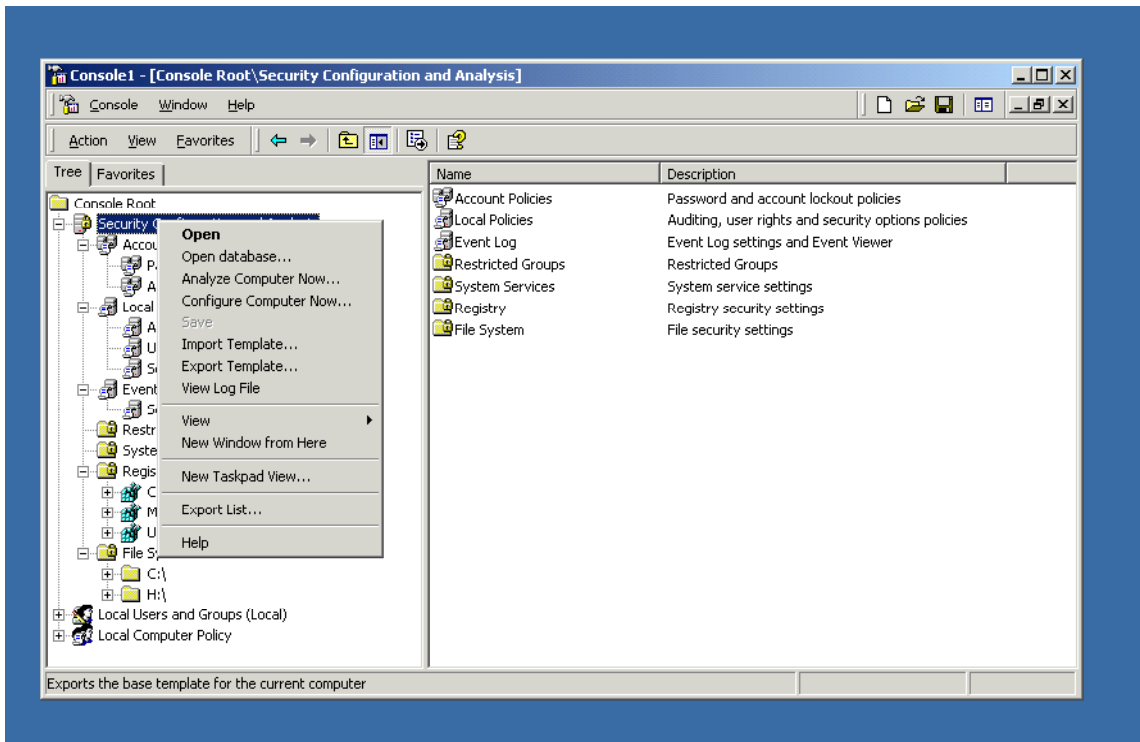 Console1 - [Console Root\Security Configuration and Analysis]
Console Window Help
Action View Favorites
Tree Favorites
Console Root
Security
Open
Open database...
Analyze Computer Now...
Configure Computer Now...
Save
Import Template...
Export Template...
View Log File
View
New Window from Here
New Taskpad View...
Export List...
Help
Local
Event
C:\
H:\
Local Users and Groups (Local)
Local Computer Policy
Name Description
Account Policies Password and account lockout policies
Local Policies Auditing, user rights and security options policies
Event Log Event Log settings and Event Viewer
Restricted Groups Restricted Groups
System Services System service settings
Registry Registry security settings
File System File security settings
Exports the base template for the current computer